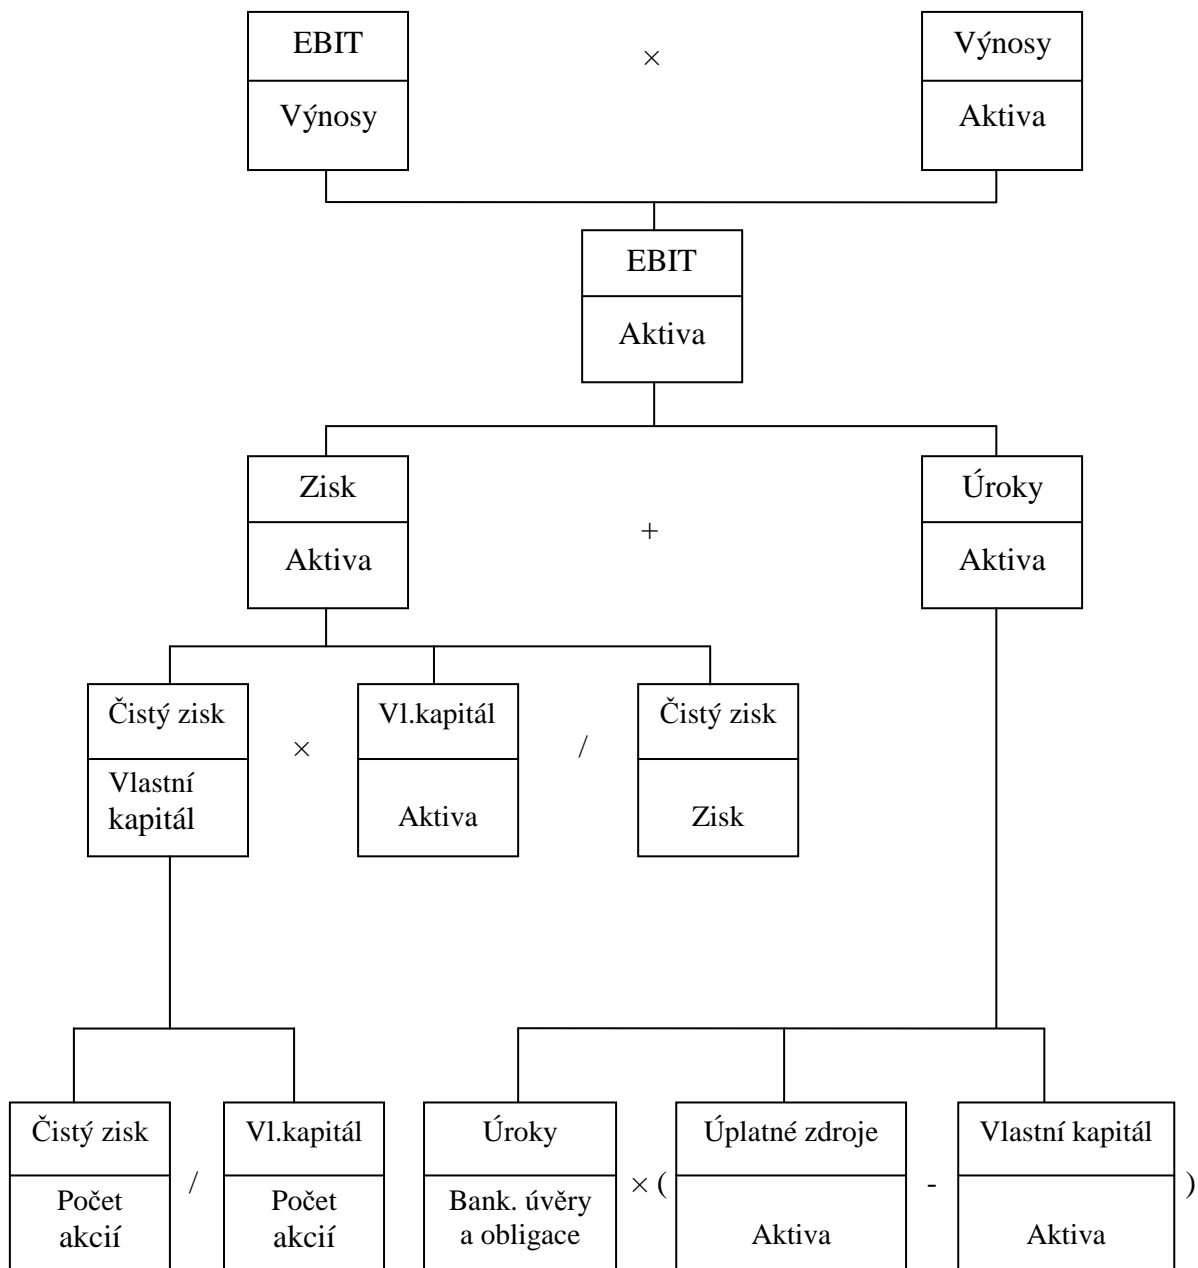 EBIT
×
Výnosy
Výnosy
Aktiva
EBIT
Aktiva
Zisk
+
Úroky
Aktiva
Aktiva
Čistý zisk
×
Vl.kapitál
/
Čistý zisk
Vlastní
kapitál
Aktiva
Zisk
Čistý zisk
/
Vl.kapitál
Úroky
× (
Úplatné zdroje
-
Vlastní kapitál
)
Počet
akcií
Počet
akcií
Bank. úvěry
a obligace
Aktiva
Aktiva